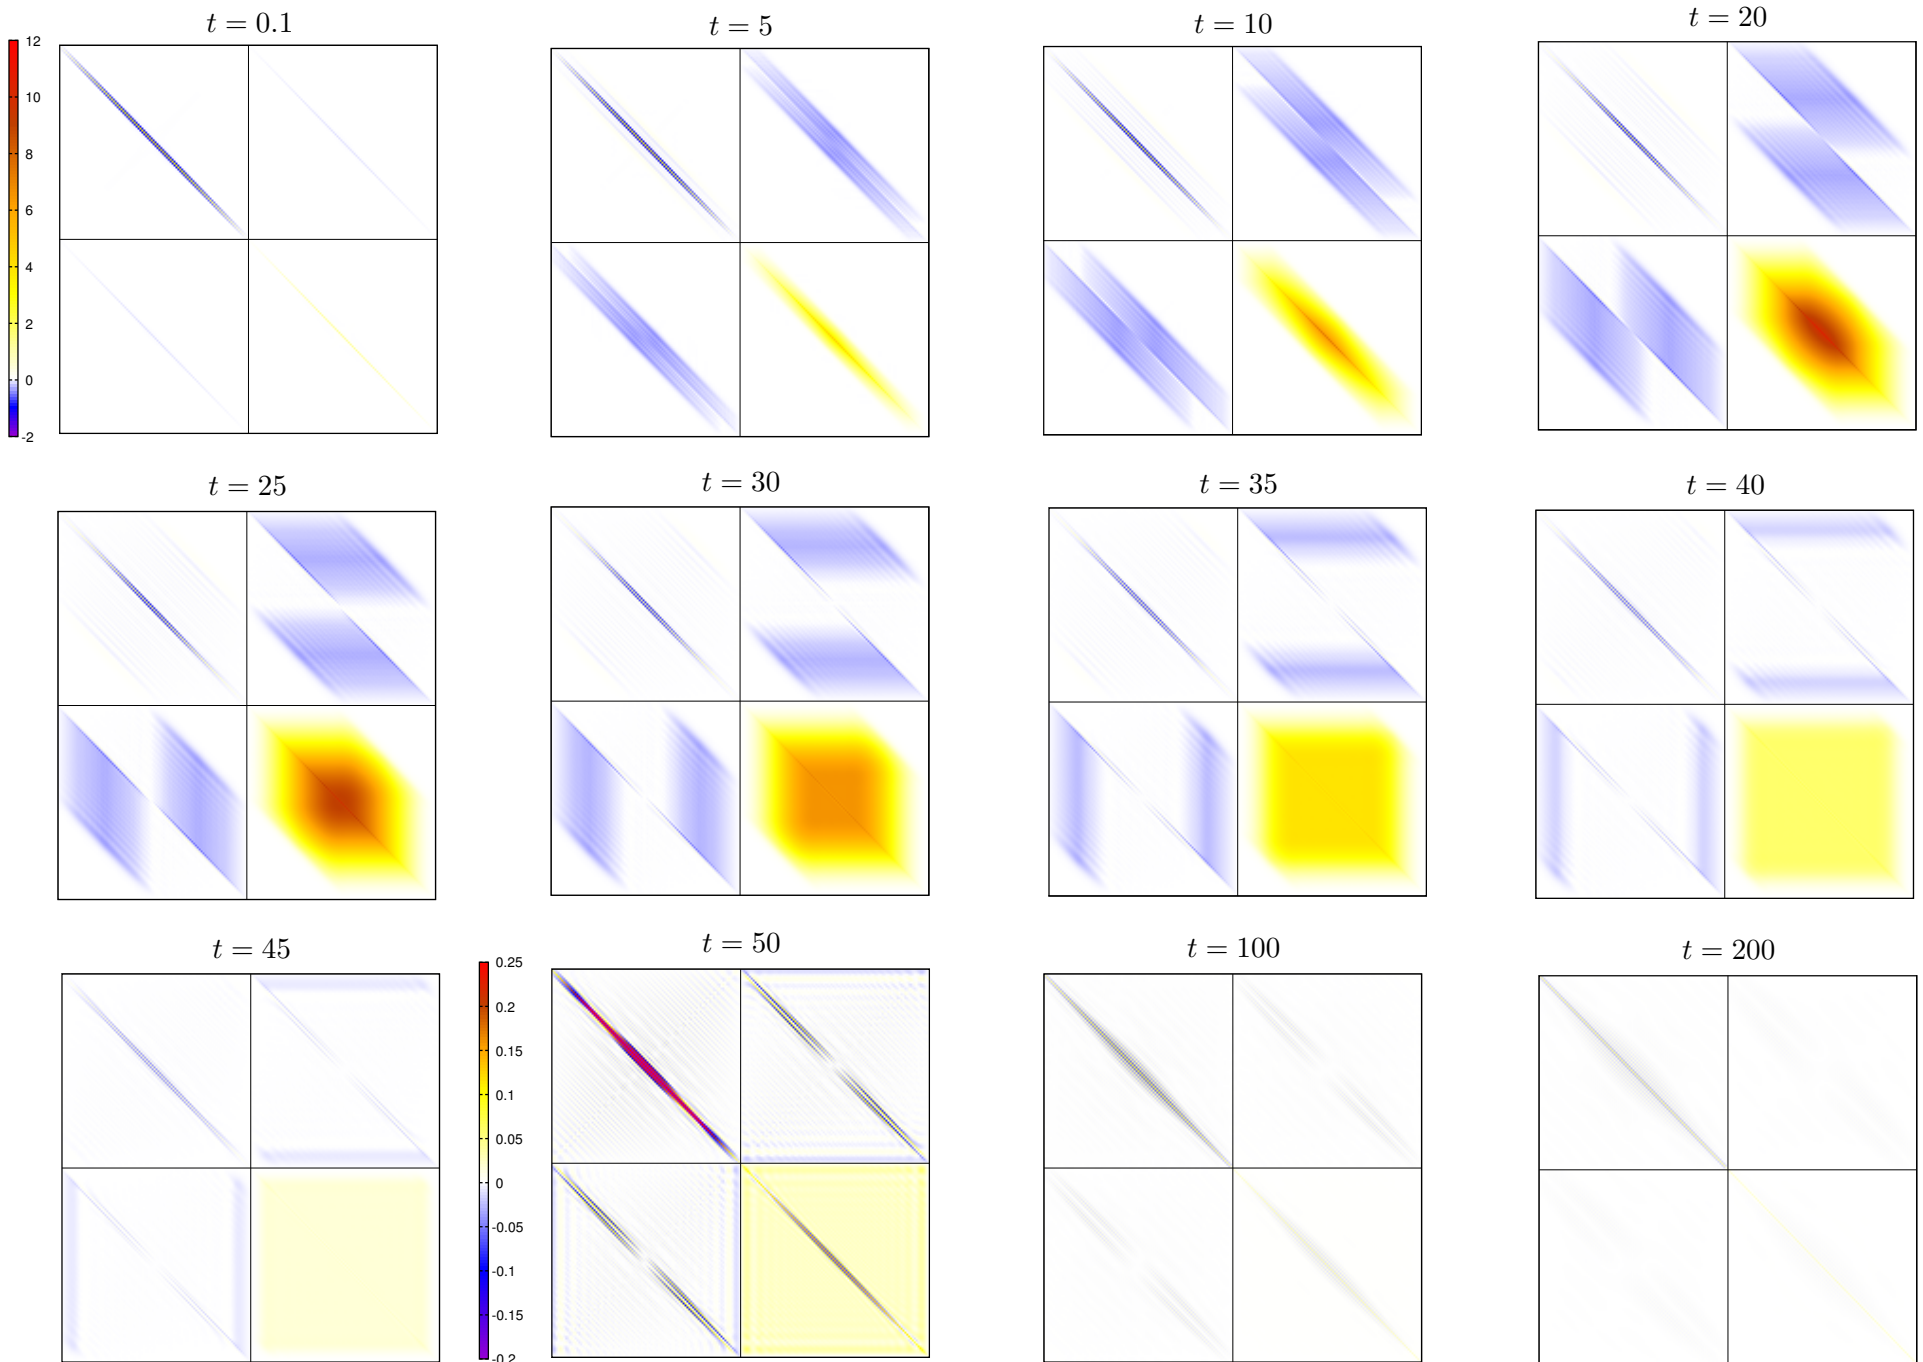 t = 0.1
t = 5
t = 10
t = 20
12
10
8
6
4
2
0
-2
t = 25
t = 30
t = 35
t = 40
t = 45
t = 50
t = 100
t = 200
0.25
0.2
0.15
0.1
0.05
0
-0.05
-0.1
-0.15
-0.2